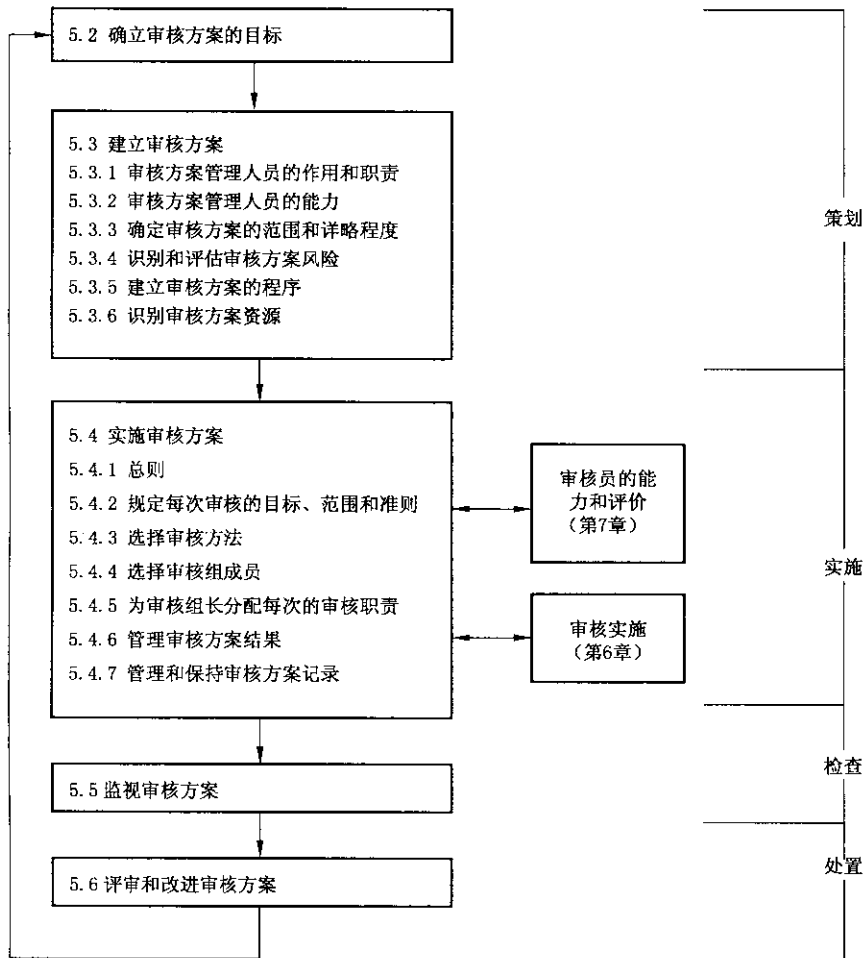 5.2 确立审核方案的目标
5.3 建立审核方案
5.3.1 审核方案管理人员的作用和职责
5.3.2 审核方案管理人员的能力
5.3.3 确定审核方案的范围和详略程度
5.3.4 识别和评估审核方案风险
5.3.5 建立审核方案的程序
5.3.6 识别审核方案资源
策划
5.4 实施审核方案
5.4.1 总则
5.4.2 规定每次审核的目标、范围和准则
5.4.3 选择审核方法
5.4.4 选择审核组成员
5.4.5 为审核组长分配每次的审核职责
5.4.6 管理审核方案结果
5.4.7 管理和保持审核方案记录
审核员的能
力和评价
(第7章)
审核实施
(第6章)
实施
5.5监视审核方案
检查
5.6评审和改进审核方案
处置